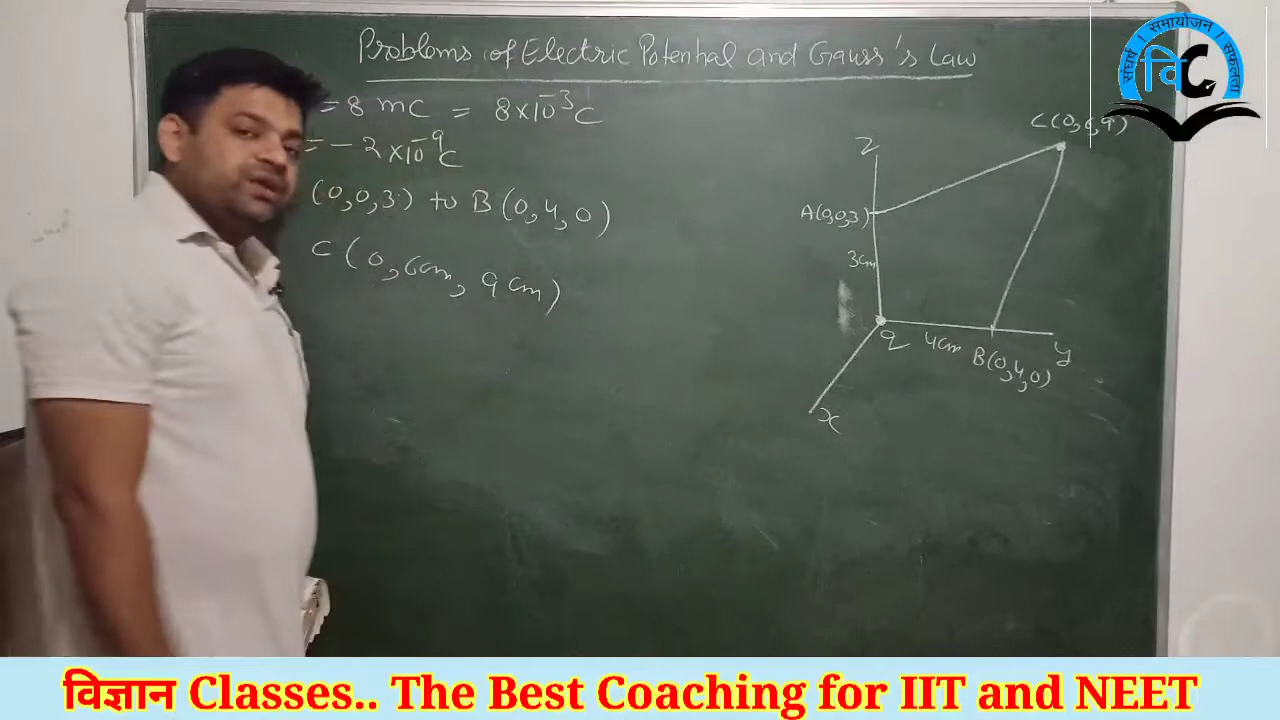 Problems of Electric Potential and Gauss's Law
= 8 mC = 8×10⁻³C
= -2×10⁻⁹C
(0,0,3) to B(0,4,0)
C(0,6cm, 9cm)
C(0,6,9)
Z
A(0,0,3)
3cm
q
4cm
B(0,4,0)
y
x
संघर्ष । समायोजन । सफलता
वि C
विज्ञान Classes.. The Best Coaching for IIT and NEET